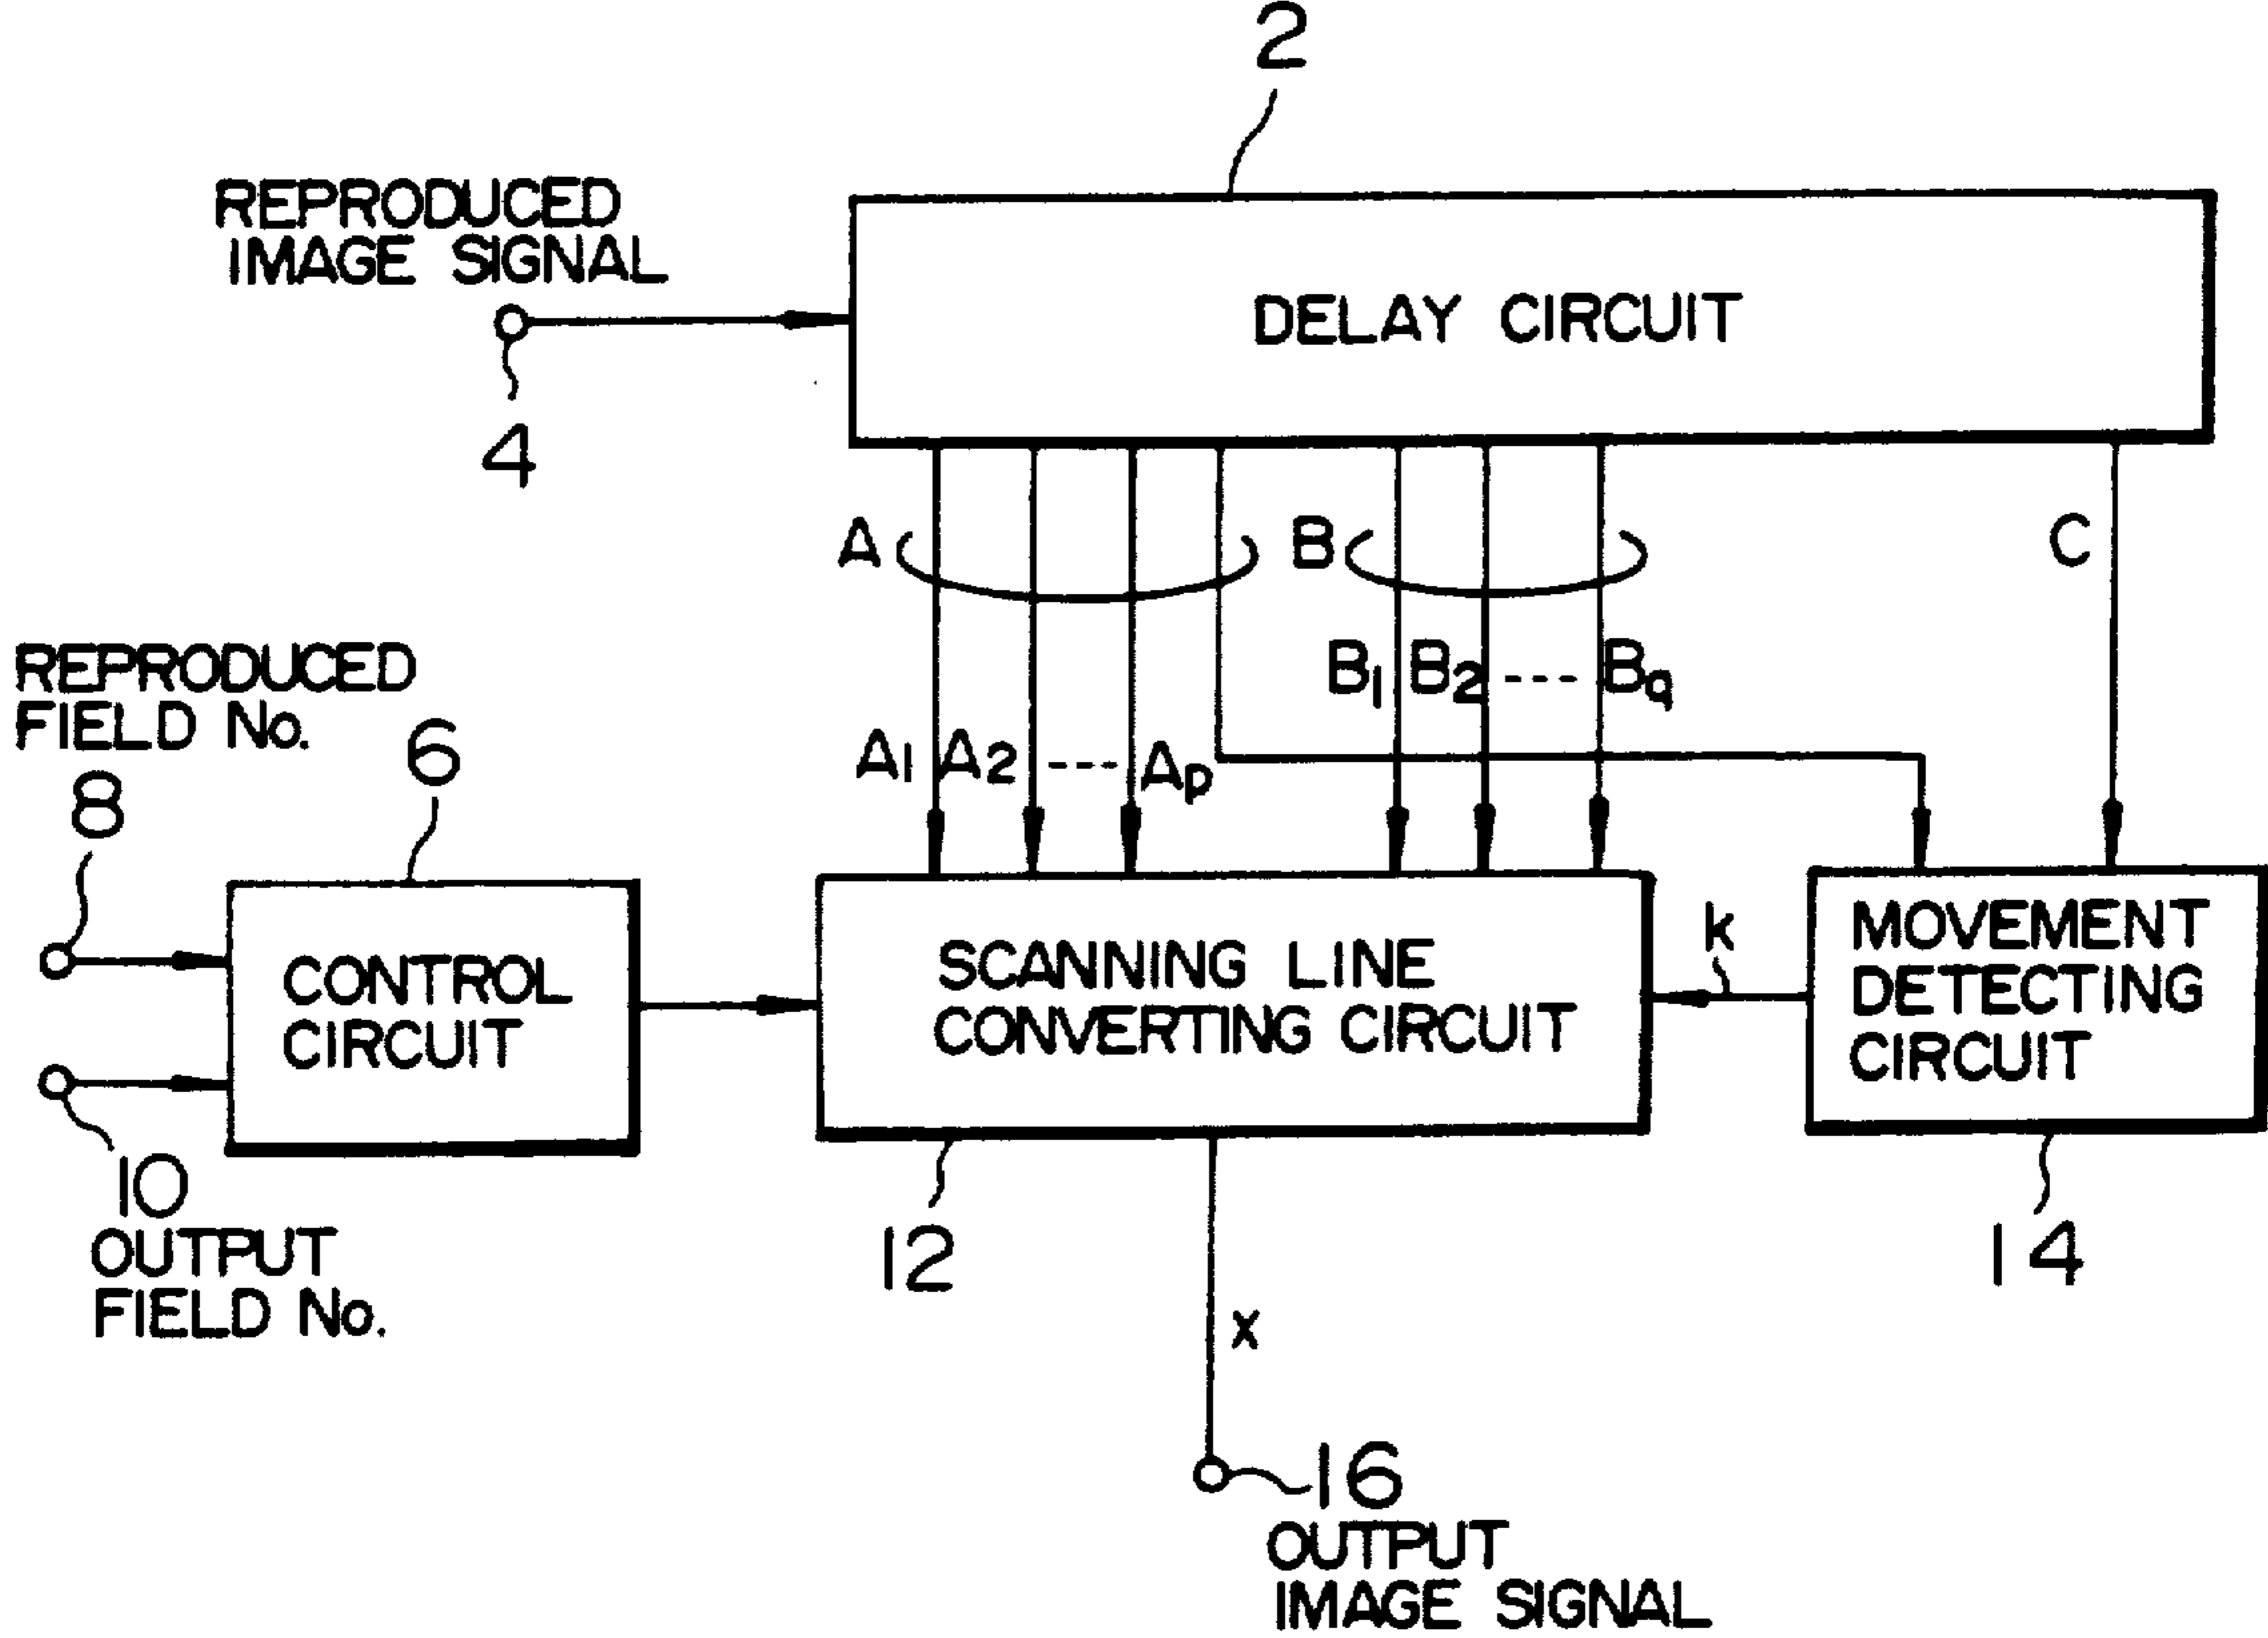 2
REPRODUCED
IMAGE SIGNAL
4
DELAY CIRCUIT
A
B
C
B1 B2 --- Bq
A1 A2 --- Ap
REPRODUCED
FIELD No.
8
6
CONTROL
CIRCUIT
SCANNING LINE
CONVERTING CIRCUIT
k
MOVEMENT
DETECTING
CIRCUIT
10
OUTPUT
FIELD No.
12
14
x
16
OUTPUT
IMAGE SIGNAL